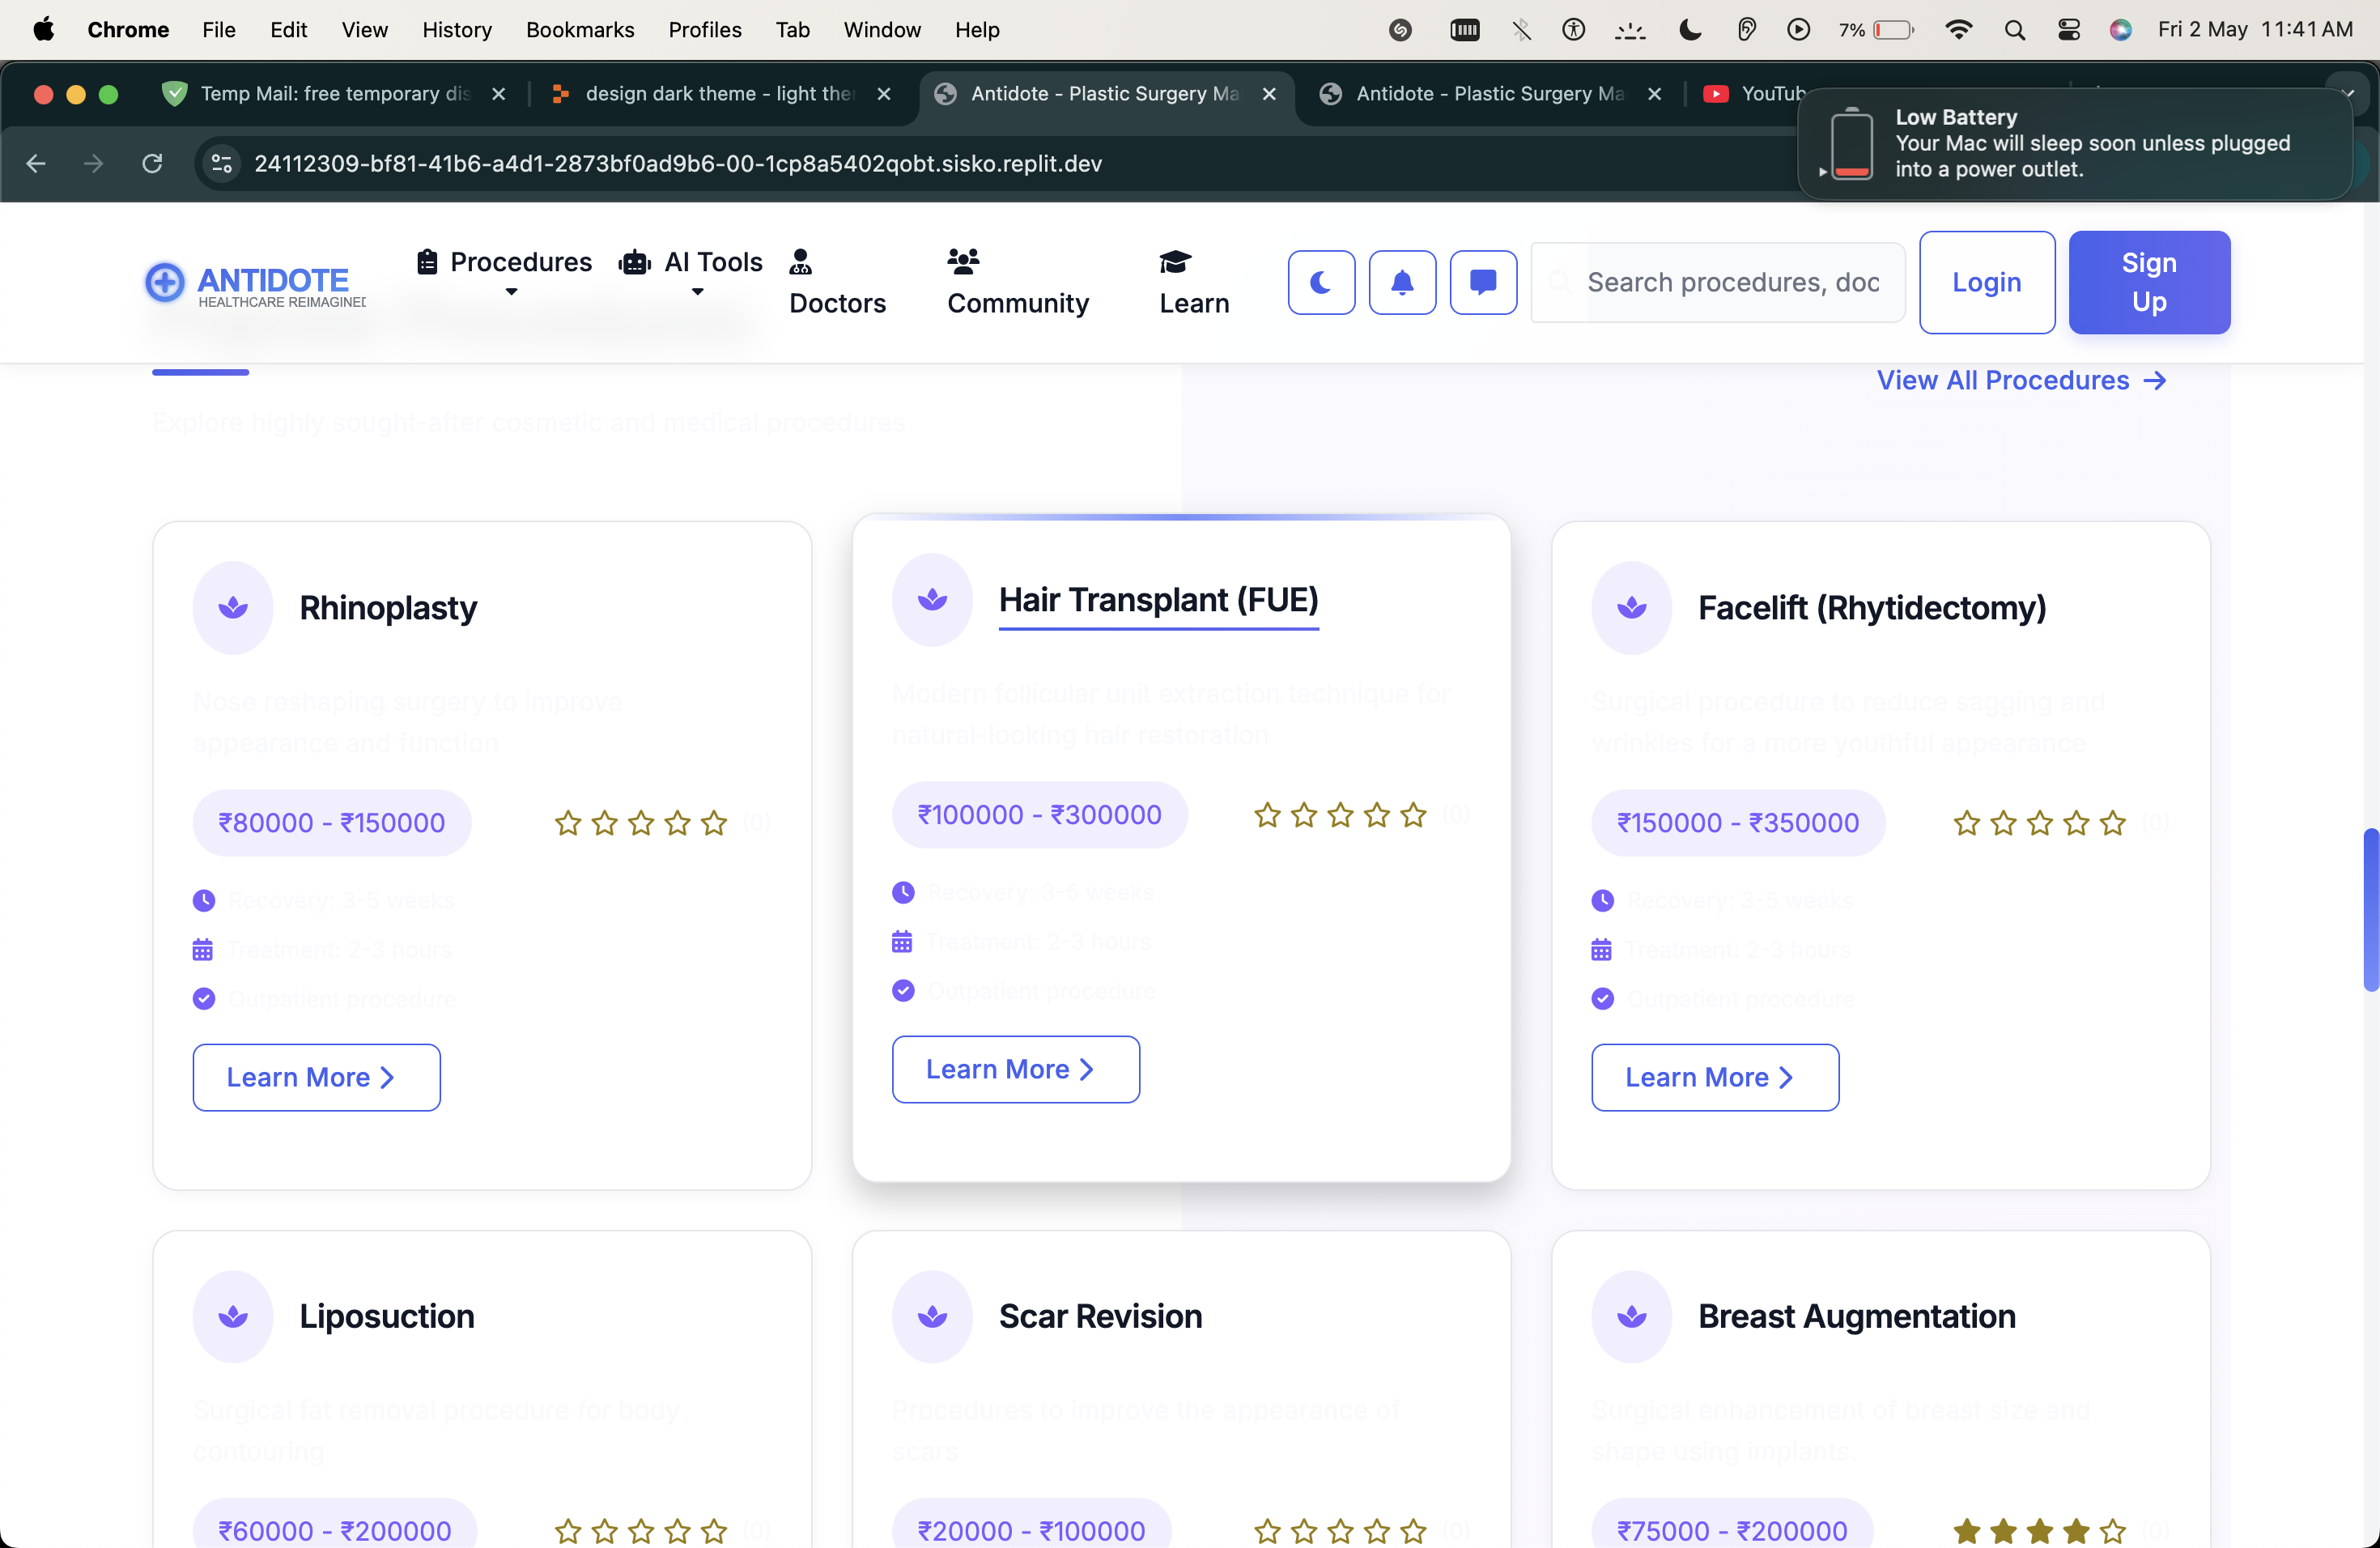 Chrome File Edit View History Bookmarks Profiles Tab Window Help 7% Fri 2 May 11:41 AM
Temp Mail: free temporary dis design dark theme - light the Antidote - Plastic Surgery Ma Antidote - Plastic Surgery Ma YouTub
Low Battery
Your Mac will sleep soon unless plugged
into a power outlet.
24112309-bf81-41b6-a4d1-2873bf0ad9b6-00-1cp8a5402qobt.sisko.replit.dev
ANTIDOTE
HEALTHCARE REIMAGINED
Procedures AI Tools Doctors Community Learn
Search procedures, doc
Login
Sign
Up
View All Procedures
Explore highly sought-after cosmetic and medical procedures
Rhinoplasty
Nose reshaping surgery to improve
appearance and function
₹80000 - ₹150000 (0)
Recovery: 3-5 weeks
Treatment: 2-3 hours
Outpatient procedure
Learn More
Hair Transplant (FUE)
Modern follicular unit extraction technique for
natural-looking hair restoration
₹100000 - ₹300000 (0)
Recovery: 3-5 weeks
Treatment: 2-3 hours
Outpatient procedure
Learn More
Facelift (Rhytidectomy)
Surgical procedure to reduce sagging and
wrinkles for a more youthful appearance
₹150000 - ₹350000 (0)
Recovery: 3-5 weeks
Treatment: 2-3 hours
Outpatient procedure
Learn More
Liposuction
Surgical fat removal procedure for body
contouring
₹60000 - ₹200000 (0)
Scar Revision
Procedures to improve the appearance of
scars
₹20000 - ₹100000 (0)
Breast Augmentation
Surgical enhancement of breast size and
shape using implants.
₹75000 - ₹200000 (0)